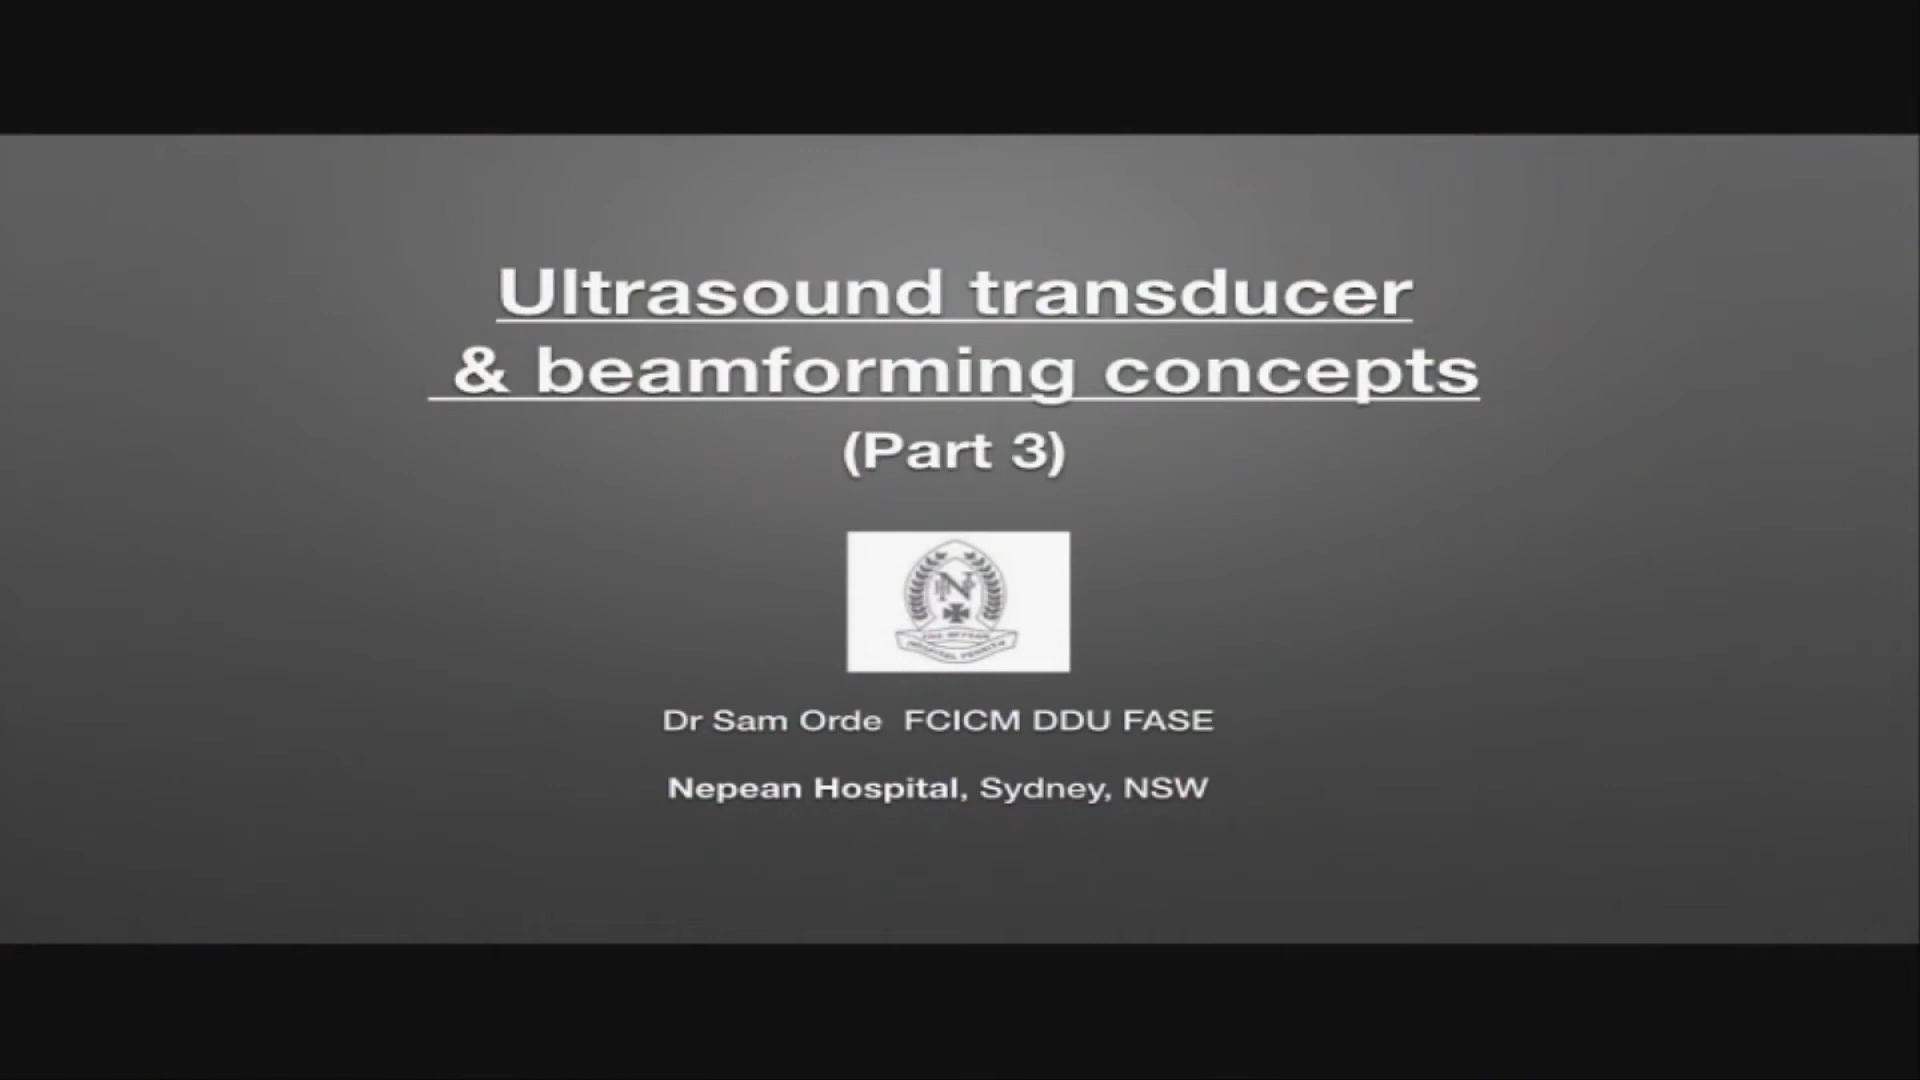 Ultrasound transducer
& beamforming concepts
(Part 3)
N
Dr Sam Orde FCICM DDU FASE
Nepean Hospital, Sydney, NSW